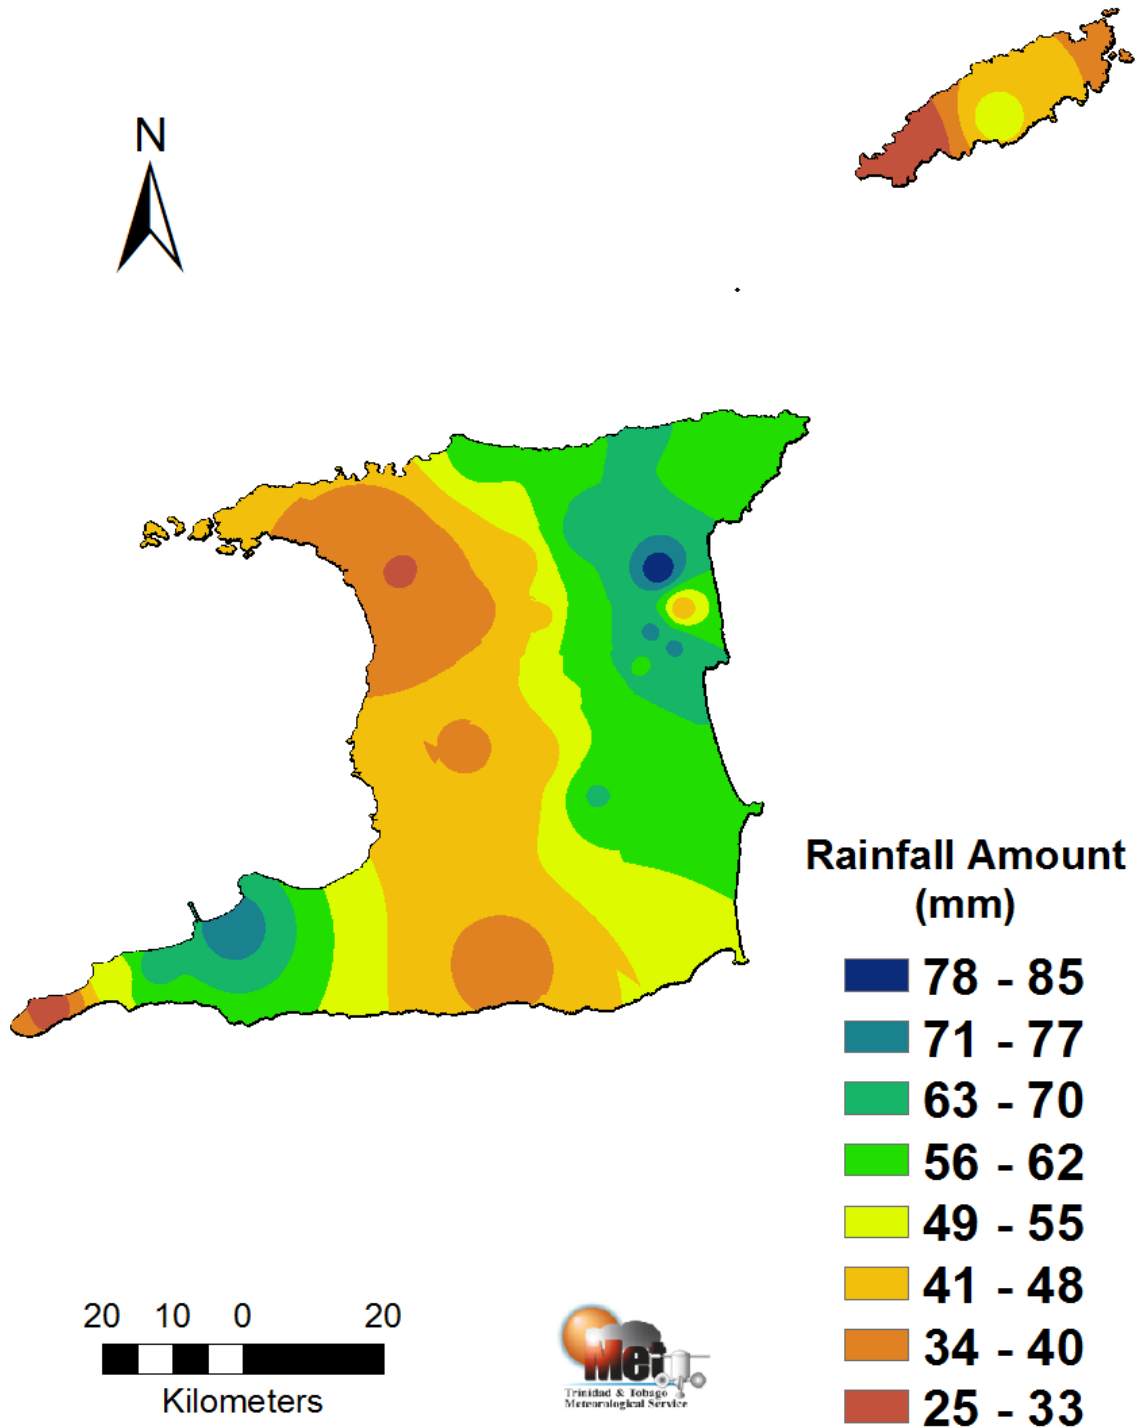 N
Rainfall Amount
(mm)
78 - 85
71 - 77
63 - 70
56 - 62
49 - 55
41 - 48
34 - 40
25 - 33
20 10 0 20
Kilometers
Met
Trinidad & Tobago
Meteorological Service